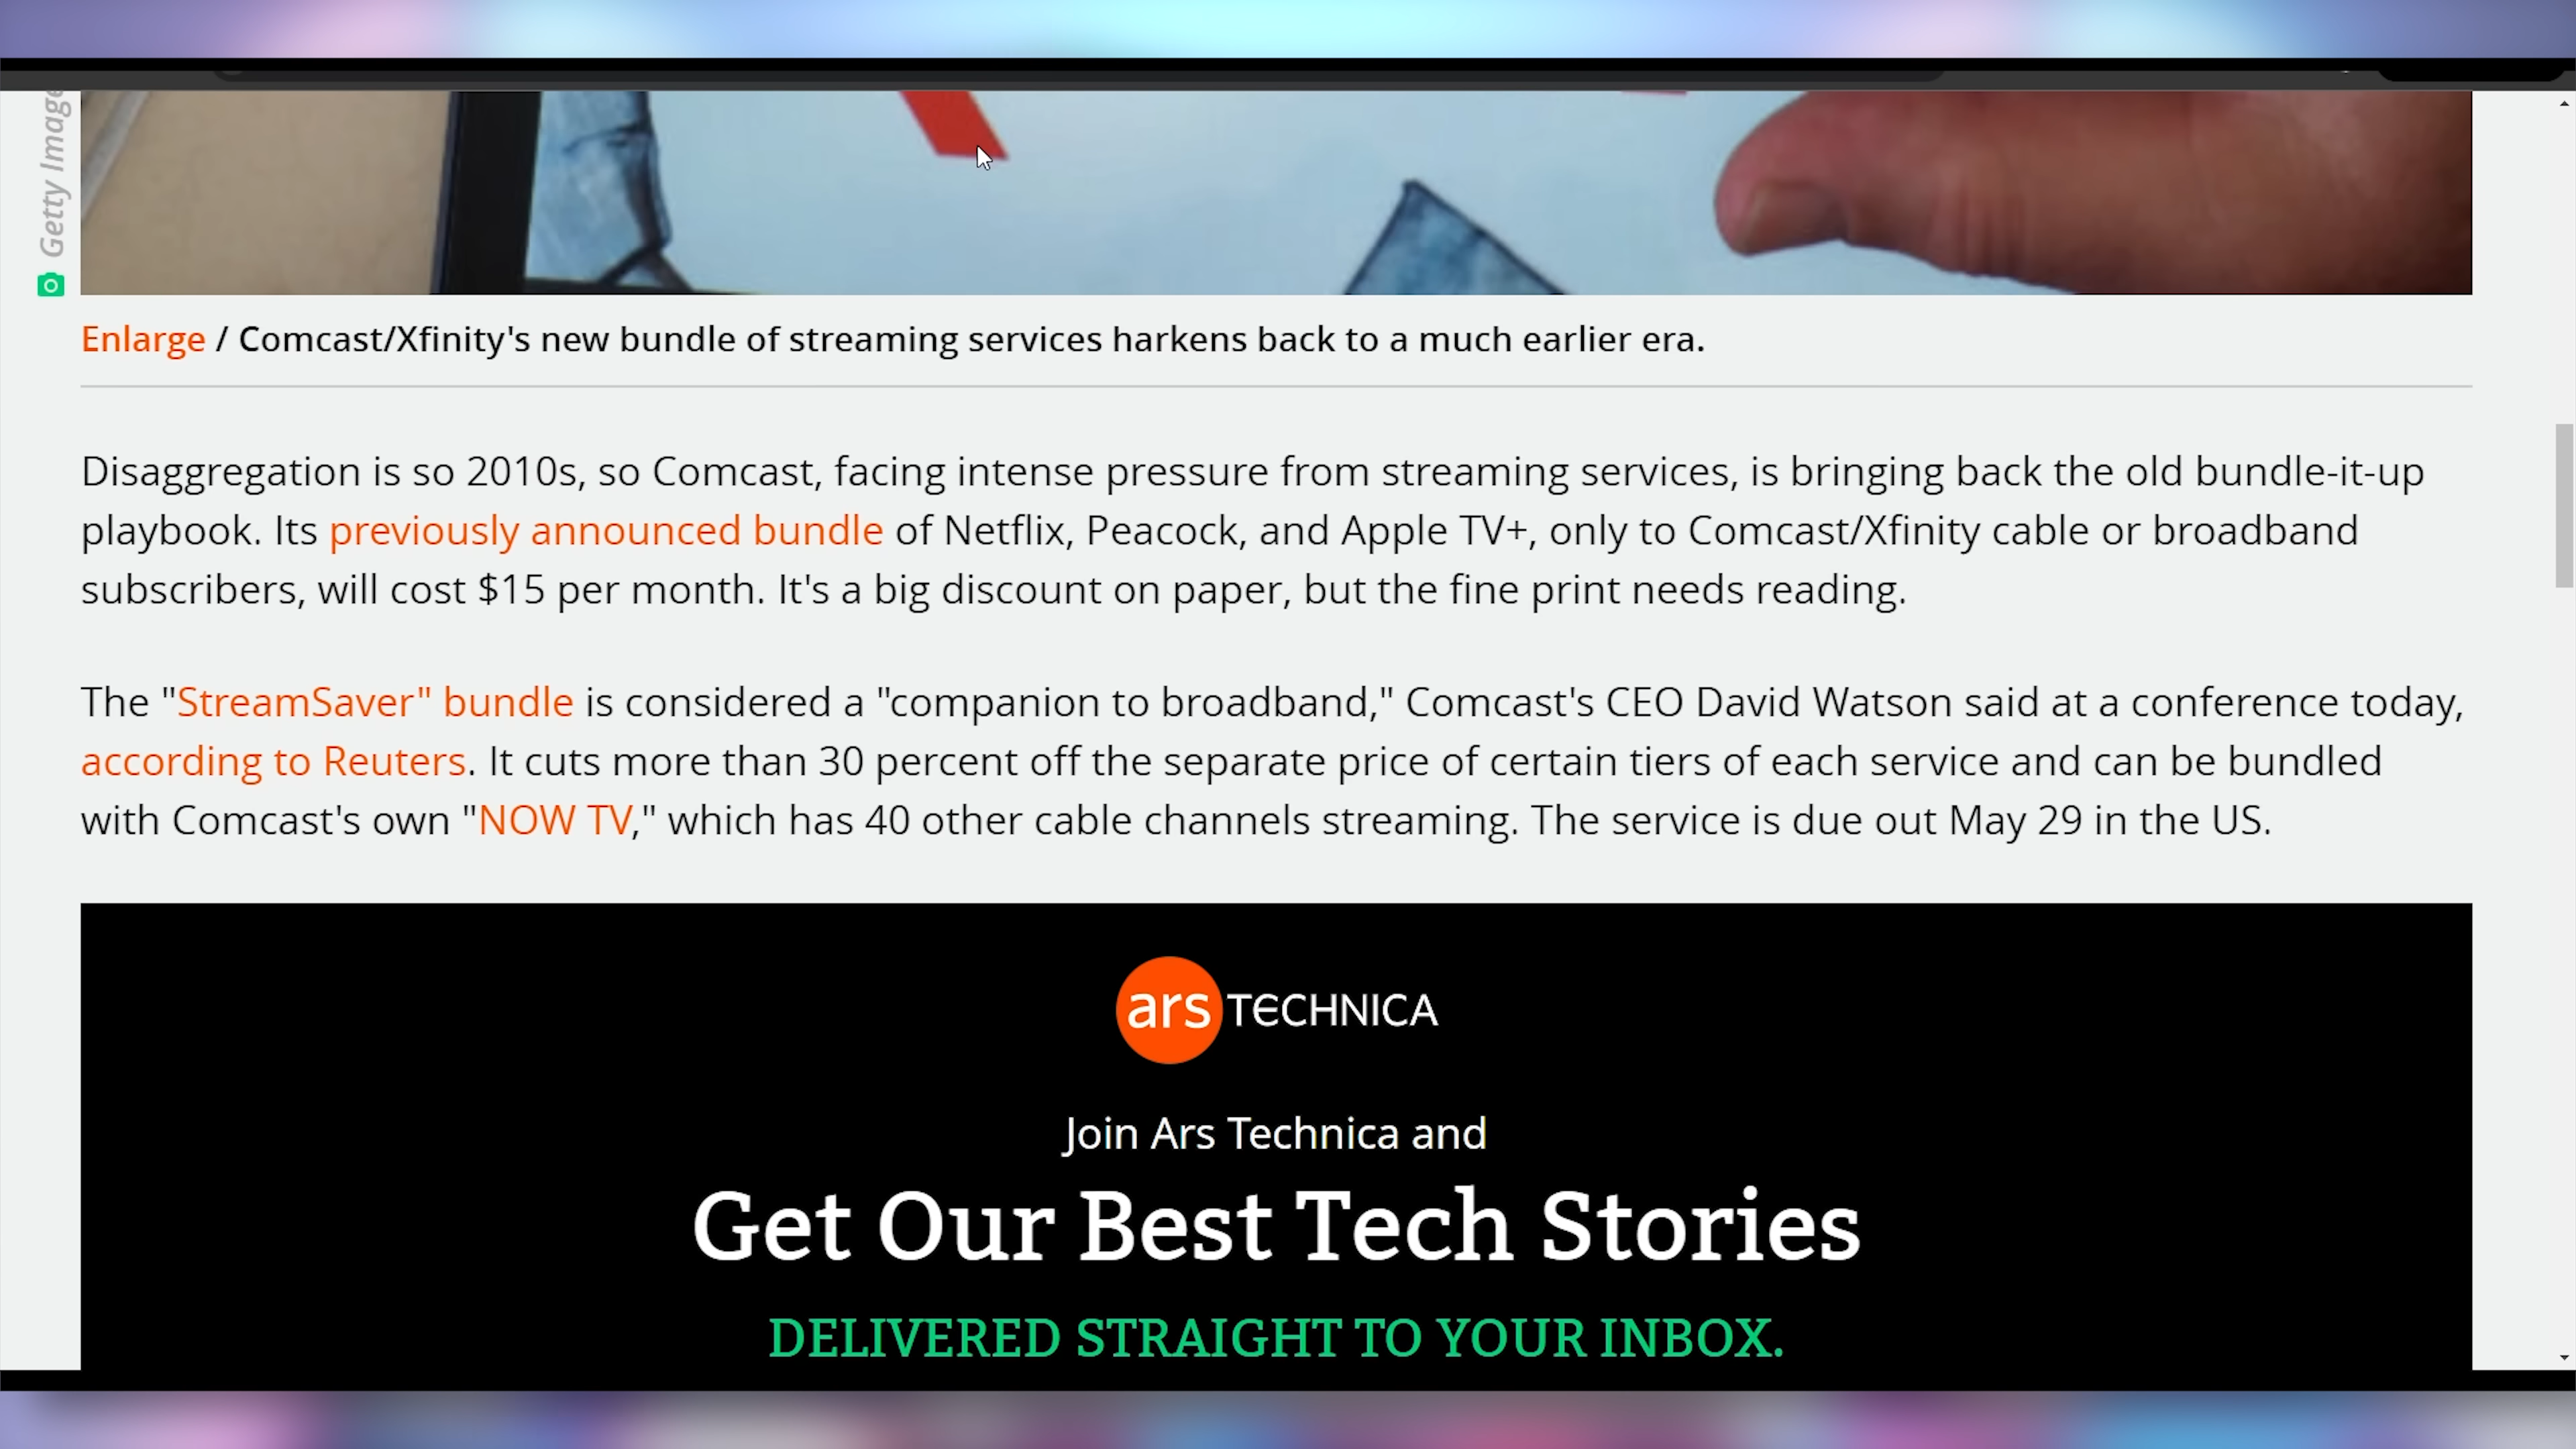 Getty Image
Enlarge / Comcast/Xfinity's new bundle of streaming services harkens back to a much earlier era.
Disaggregation is so 2010s, so Comcast, facing intense pressure from streaming services, is bringing back the old bundle-it-up
playbook. Its previously announced bundle of Netflix, Peacock, and Apple TV+, only to Comcast/Xfinity cable or broadband
subscribers, will cost $15 per month. It's a big discount on paper, but the fine print needs reading.
The "StreamSaver" bundle is considered a "companion to broadband," Comcast's CEO David Watson said at a conference today,
according to Reuters. It cuts more than 30 percent off the separate price of certain tiers of each service and can be bundled
with Comcast's own "NOW TV," which has 40 other cable channels streaming. The service is due out May 29 in the US.
ars TECHNICA
Join Ars Technica and
Get Our Best Tech Stories
DELIVERED STRAIGHT TO YOUR INBOX.